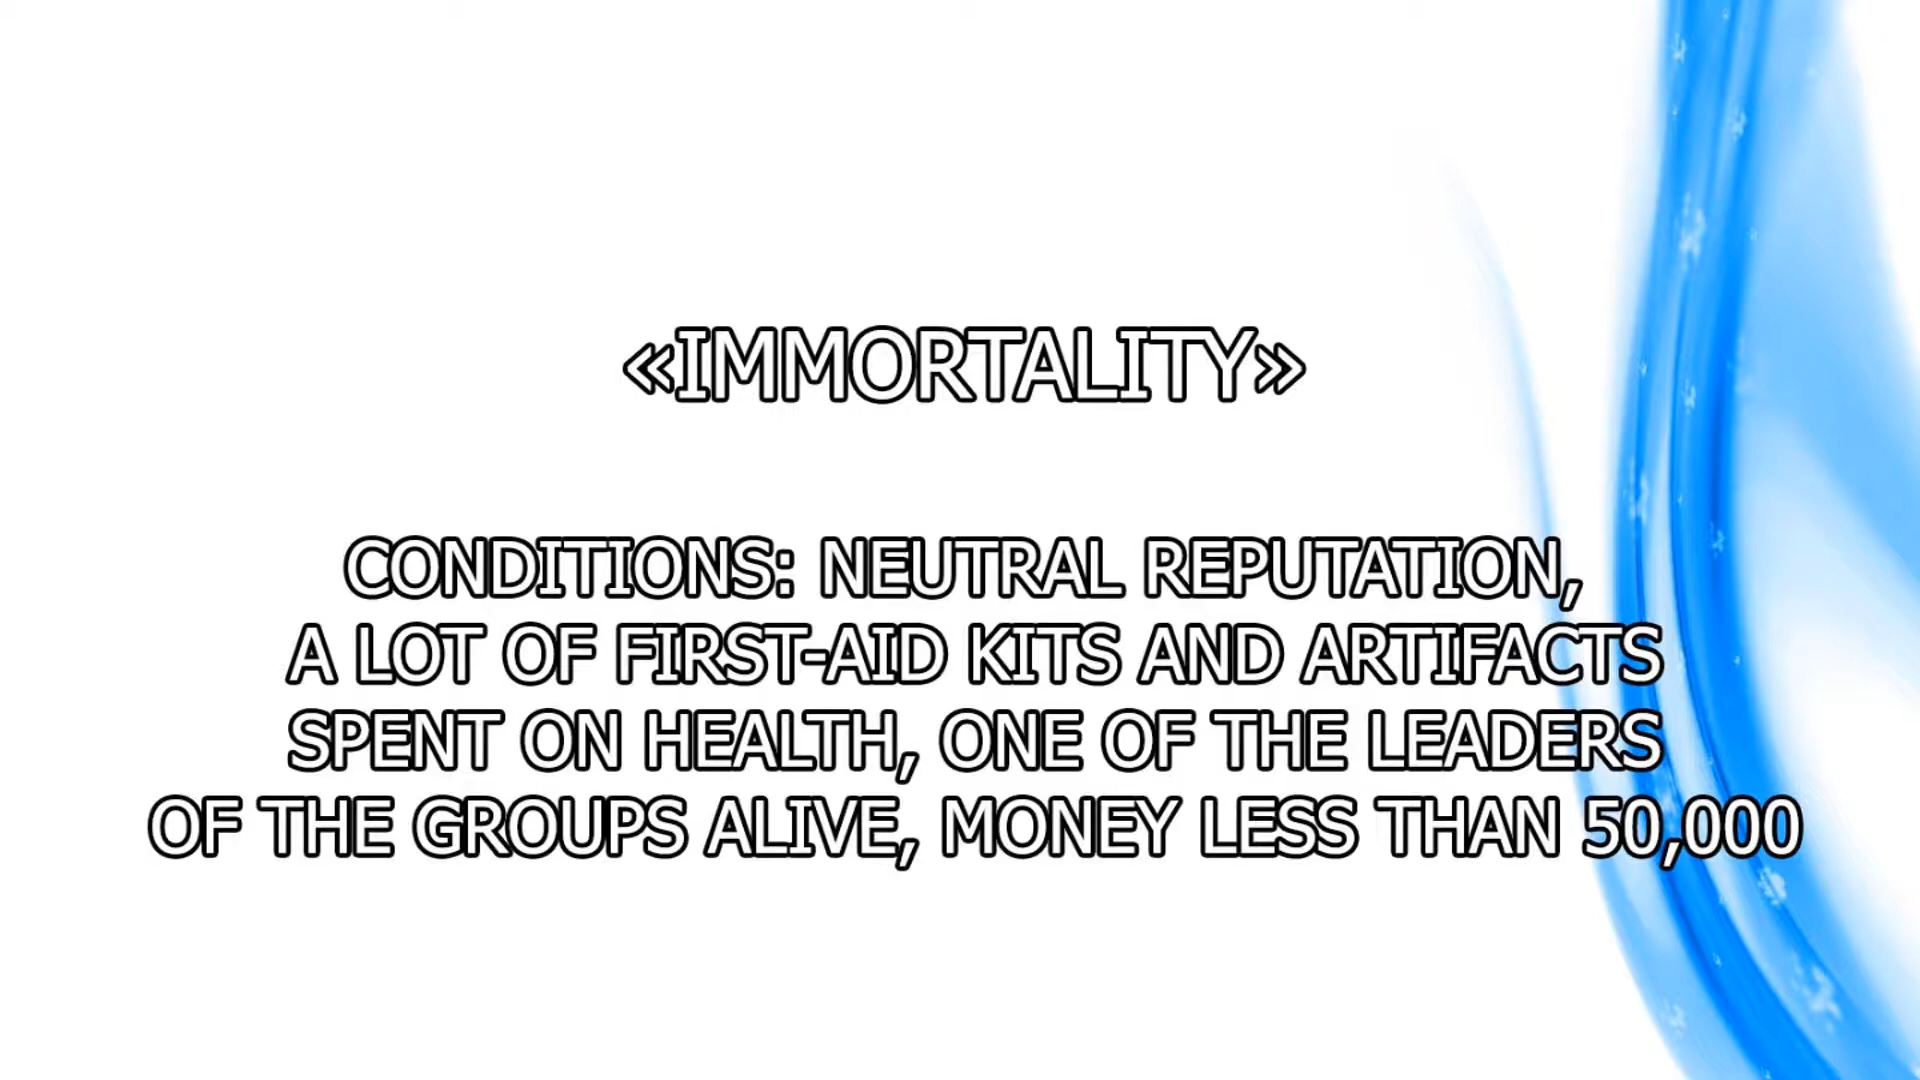 «IMMORTALITY»
CONDITIONS: NEUTRAL REPUTATION,
A LOT OF FIRST-AID KITS AND ARTIFACTS
SPENT ON HEALTH, ONE OF THE LEADERS
OF THE GROUPS ALIVE, MONEY LESS THAN 50,000